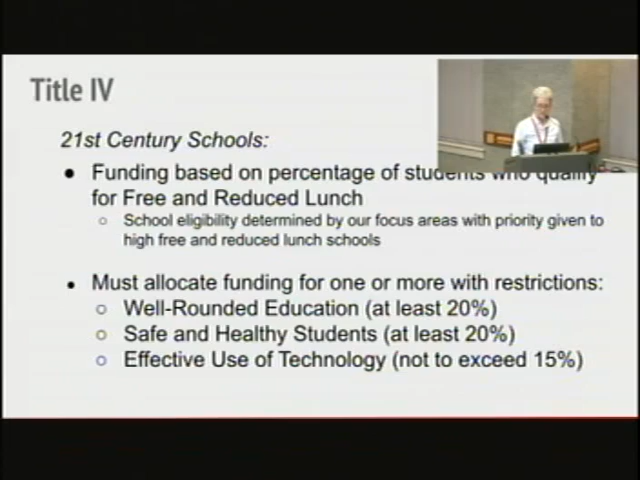 Title IV
21st Century Schools:
● Funding based on percentage of students who qualify
for Free and Reduced Lunch
○ School eligibility determined by our focus areas with priority given to
high free and reduced lunch schools
● Must allocate funding for one or more with restrictions:
○ Well-Rounded Education (at least 20%)
○ Safe and Healthy Students (at least 20%)
○ Effective Use of Technology (not to exceed 15%)